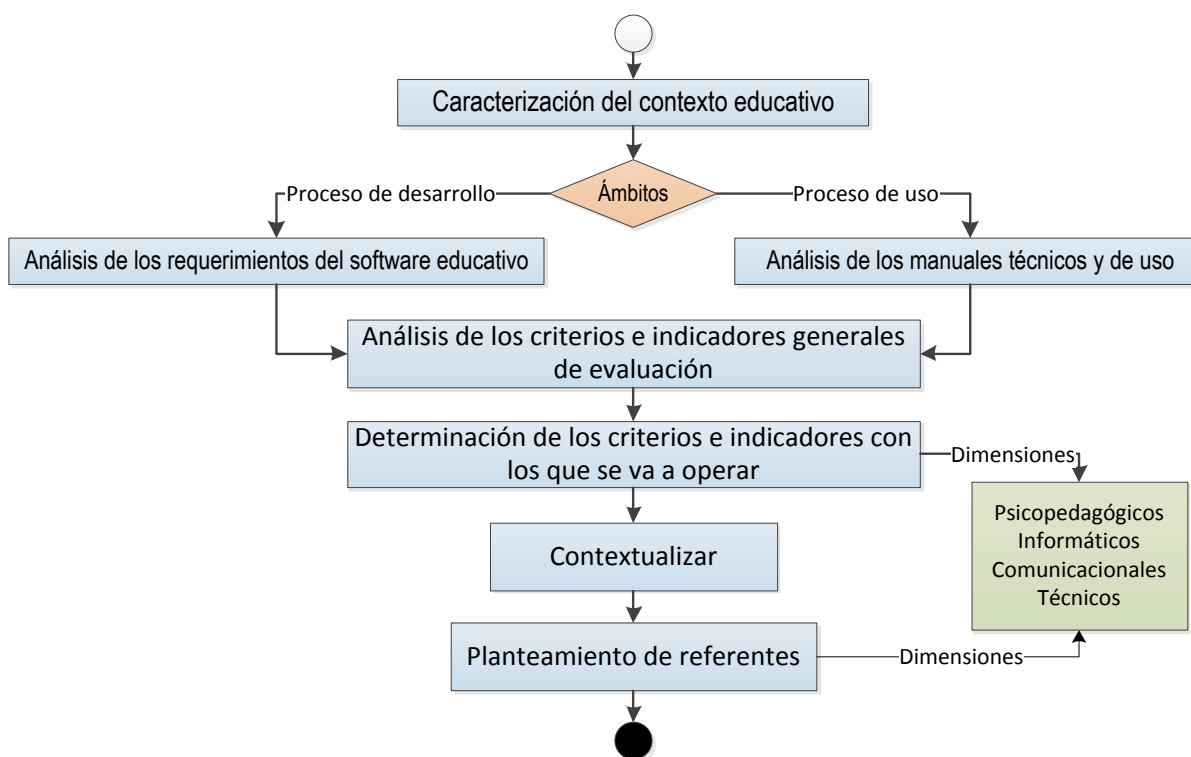 Caracterización del contexto educativo
Ámbitos
Proceso de desarrollo
Proceso de uso
Análisis de los requerimientos del software educativo
Análisis de los manuales técnicos y de uso
Análisis de los criterios e indicadores generales
de evaluación
Determinación de los criterios e indicadores con
los que se va a operar
Dimensiones
Psicopedagógicos
Informáticos
Comunicacionales
Técnicos
Contextualizar
Planteamiento de referentes
Dimensiones